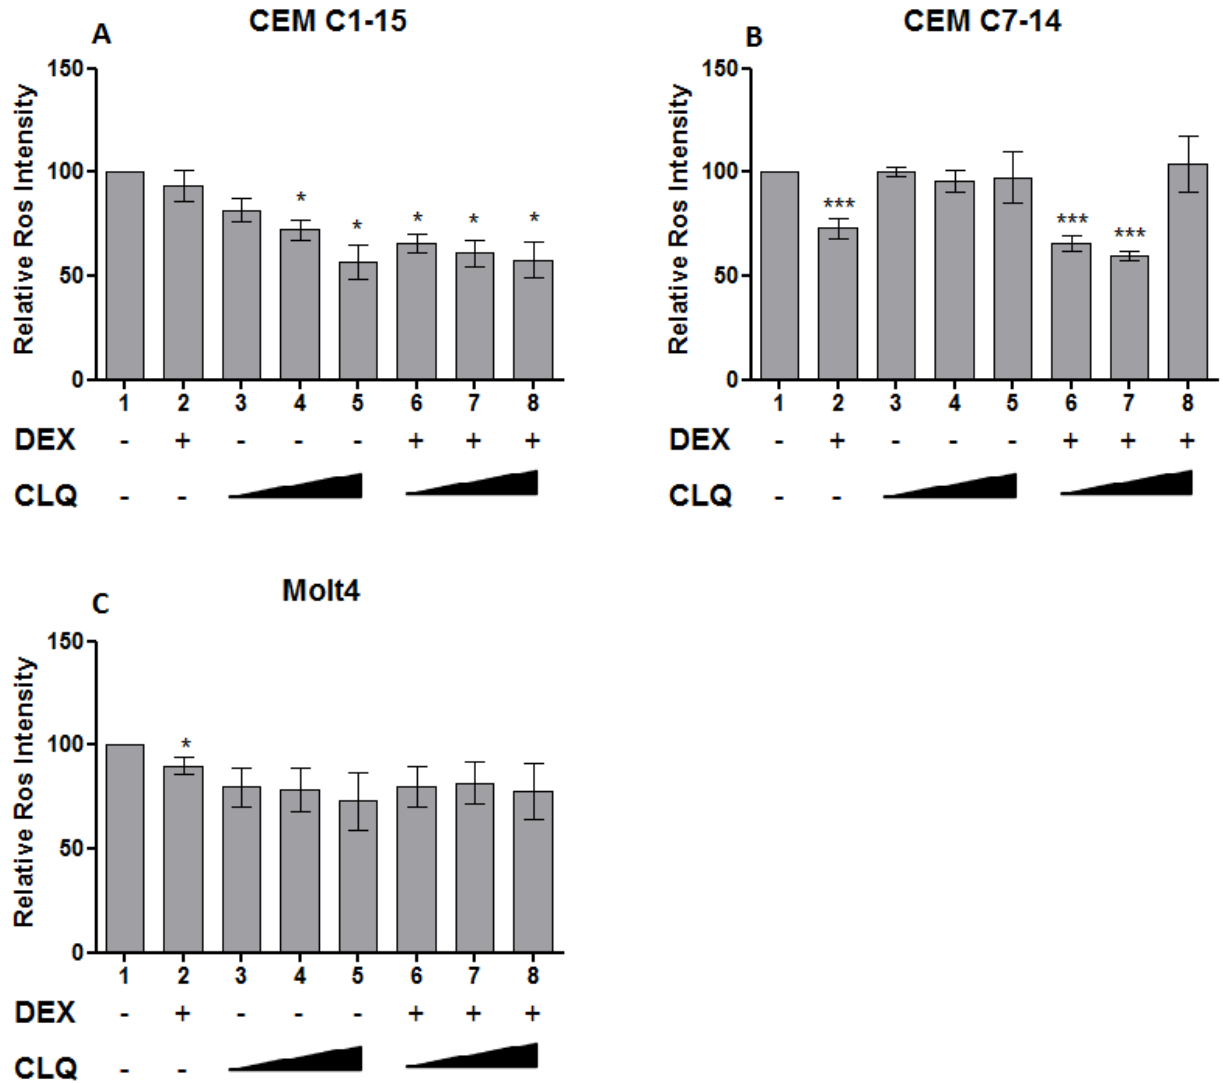 A CEM C1-15
Relative Ros Intensity
150
100
50
0
* * * * *
1 2 3 4 5 6 7 8
DEX - + - - - + + +
CLQ - -
B CEM C7-14
Relative Ros Intensity
150
100
50
0
*** *** ***
1 2 3 4 5 6 7 8
DEX - + - - - + + +
CLQ - -
C Molt4
Relative Ros Intensity
150
100
50
0
*
1 2 3 4 5 6 7 8
DEX - + - - - + + +
CLQ - -